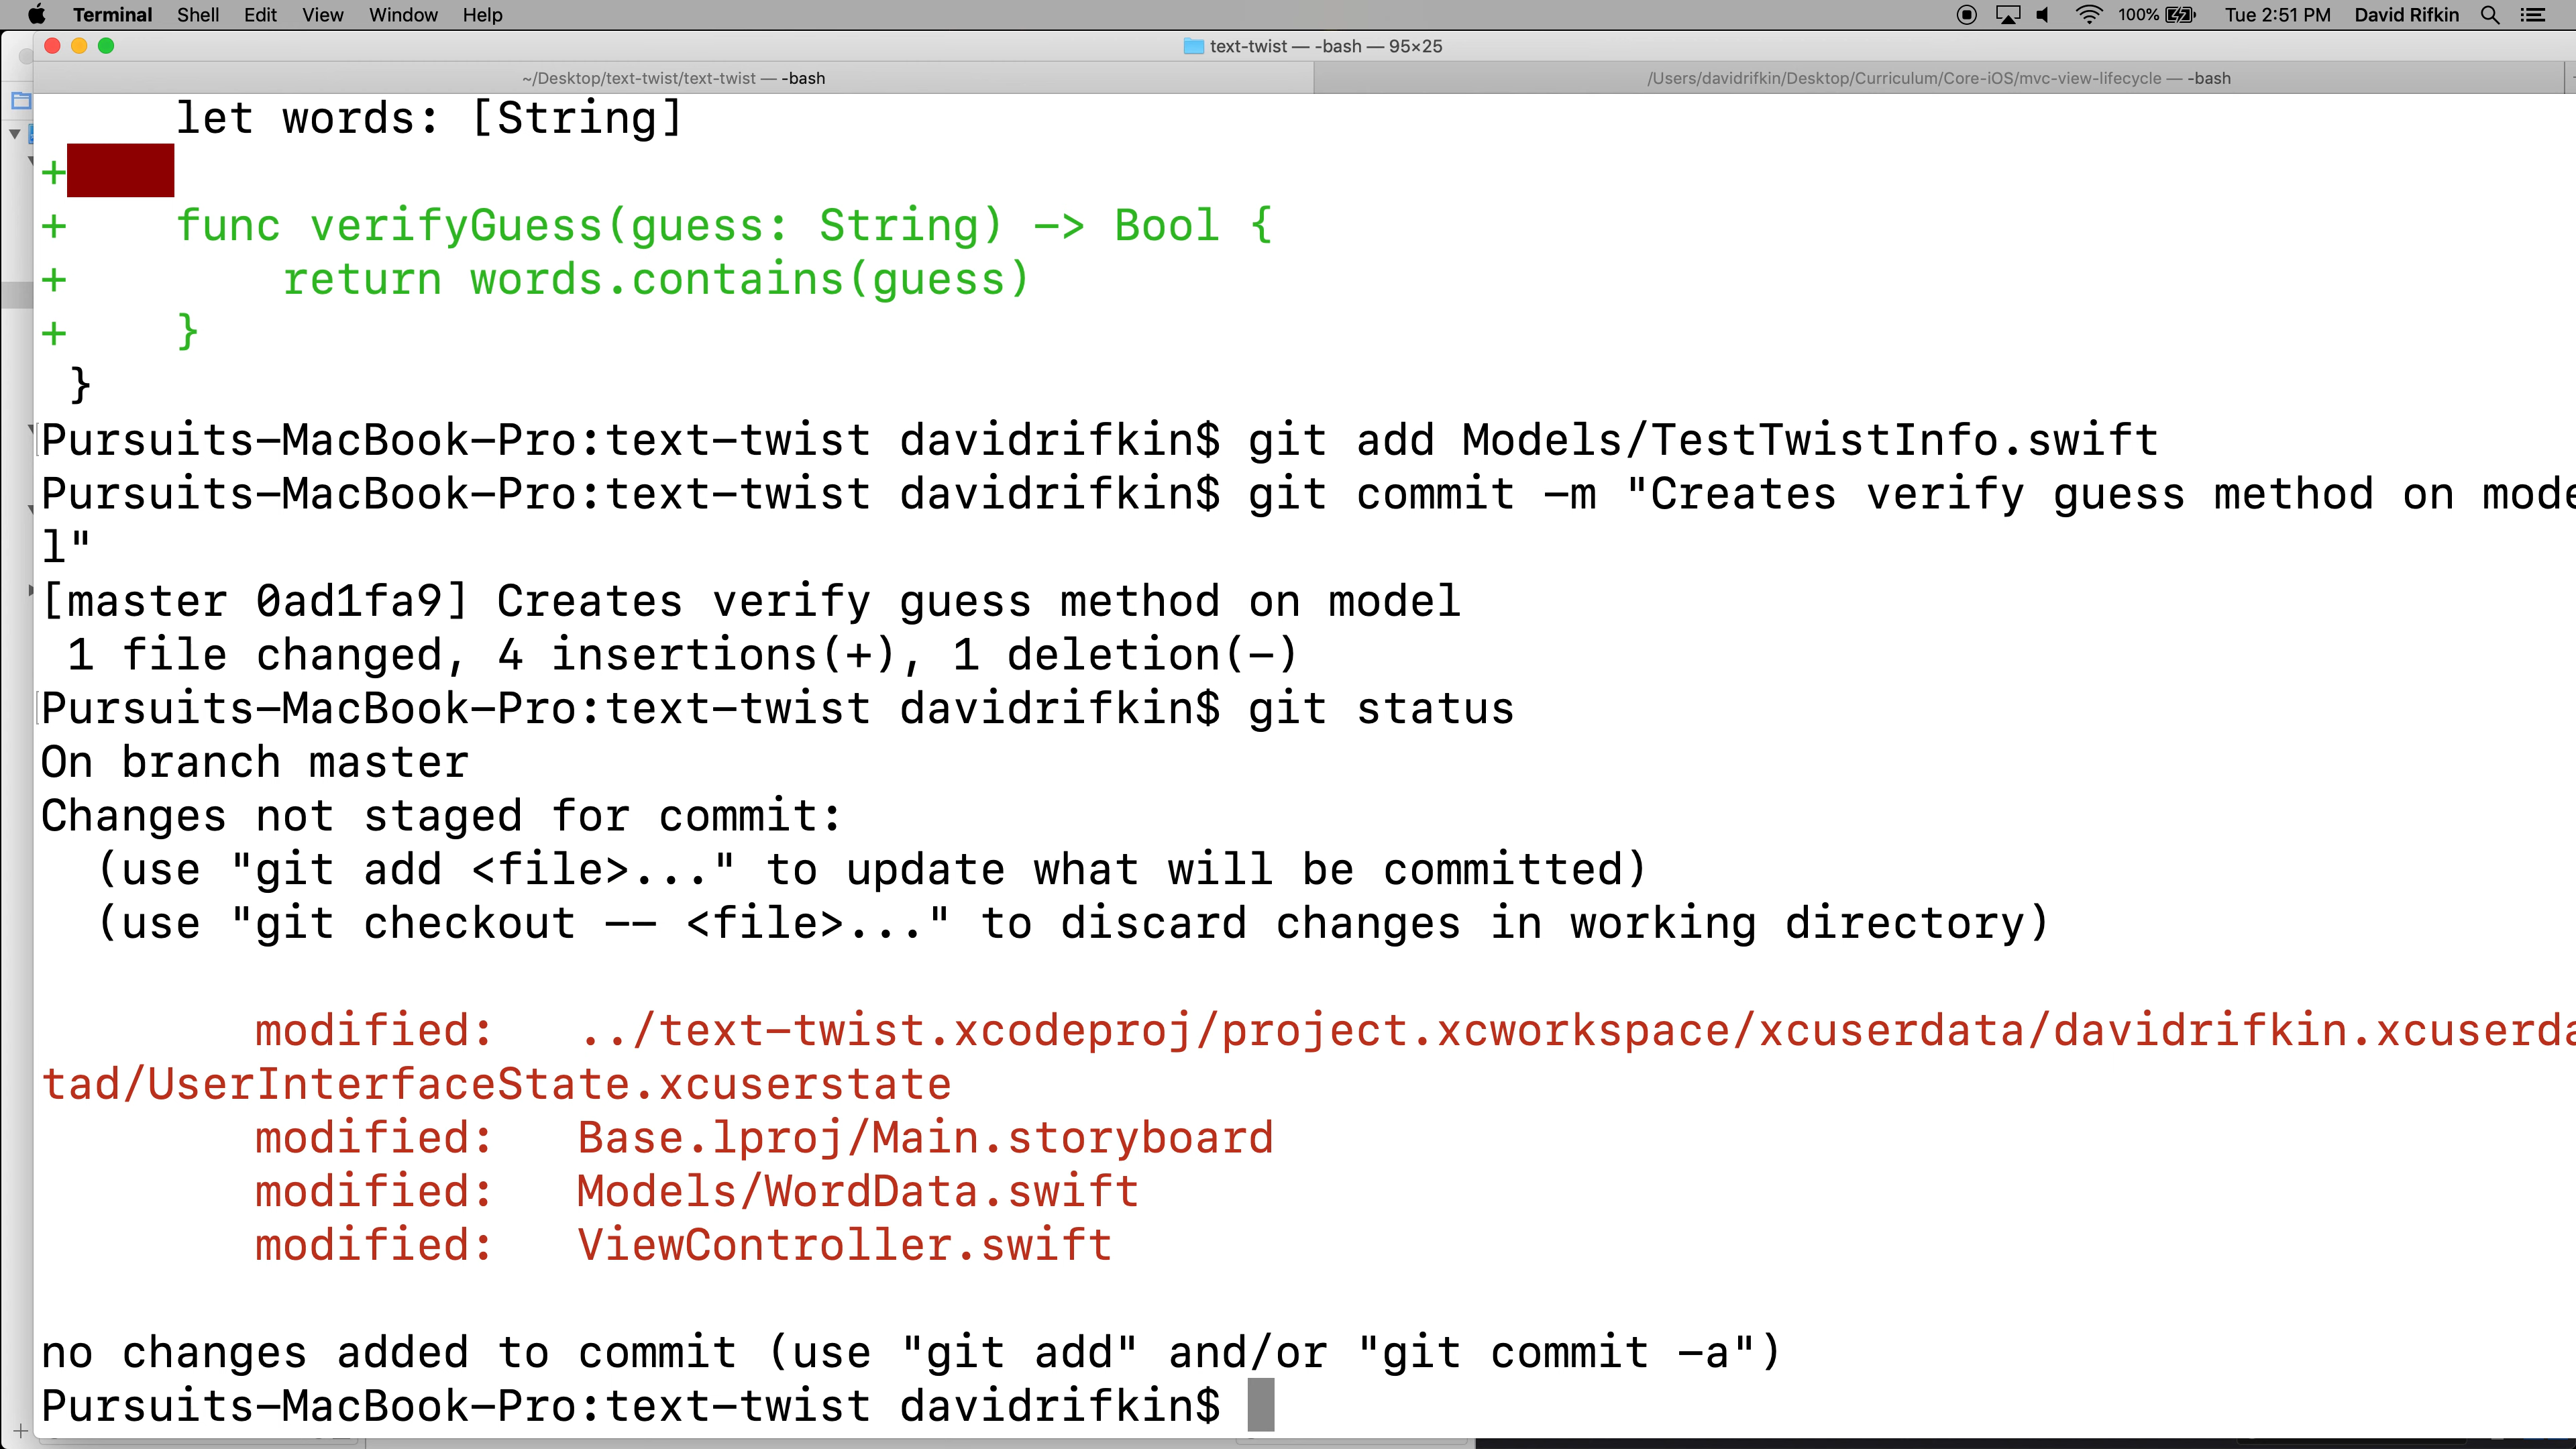 Terminal Shell Edit View Window Help 100% Tue 2:51 PM David Rifkin
text-twist — -bash — 95×25
~/Desktop/text-twist/text-twist — -bash /Users/davidrifkin/Desktop/Curriculum/Core-iOS/mvc-view-lifecycle — -bash
let words: [String]
+
+    func verifyGuess(guess: String) -> Bool {
+        return words.contains(guess)
+    }
}
Pursuits-MacBook-Pro:text-twist davidrifkin$ git add Models/TestTwistInfo.swift
Pursuits-MacBook-Pro:text-twist davidrifkin$ git commit -m "Creates verify guess method on mode
l"
[master 0ad1fa9] Creates verify guess method on model
1 file changed, 4 insertions(+), 1 deletion(-)
Pursuits-MacBook-Pro:text-twist davidrifkin$ git status
On branch master
Changes not staged for commit:
(use "git add <file>..." to update what will be committed)
(use "git checkout -- <file>..." to discard changes in working directory)
modified:   ../text-twist.xcodeproj/project.xcworkspace/xcuserdata/davidrifkin.xcuserda
tad/UserInterfaceState.xcuserstate
modified:   Base.lproj/Main.storyboard
modified:   Models/WordData.swift
modified:   ViewController.swift
no changes added to commit (use "git add" and/or "git commit -a")
Pursuits-MacBook-Pro:text-twist davidrifkin$